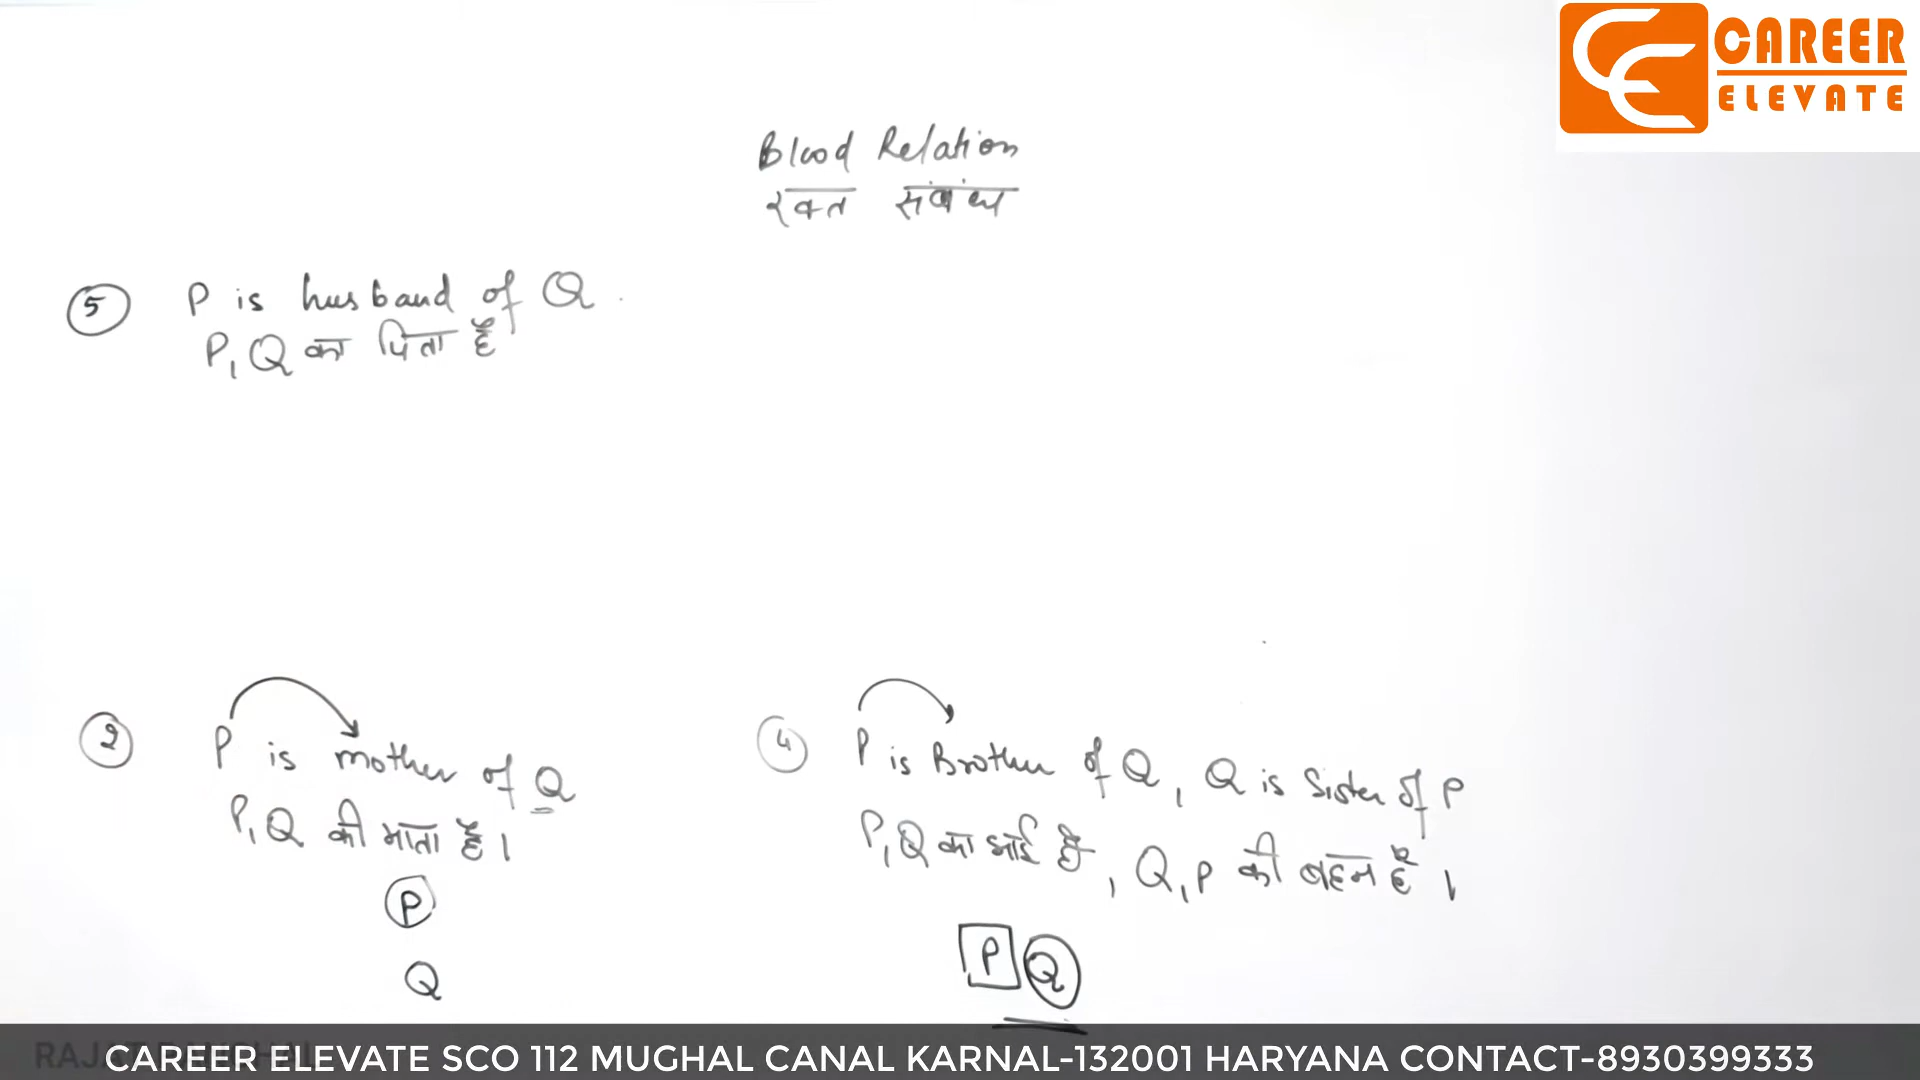 CAREER
ELEVATE
Blood Relation
रक्त संबंध
5 P is husband of Q.
P, Q का पिता है
2 P is mother of Q
P, Q की माता है।
P
Q
4 P is Brother of Q, Q is Sister of P
P, Q का भाई है, Q, P की बहन है।
P Q
CAREER ELEVATE SCO 112 MUGHAL CANAL KARNAL-132001 HARYANA CONTACT-8930399333